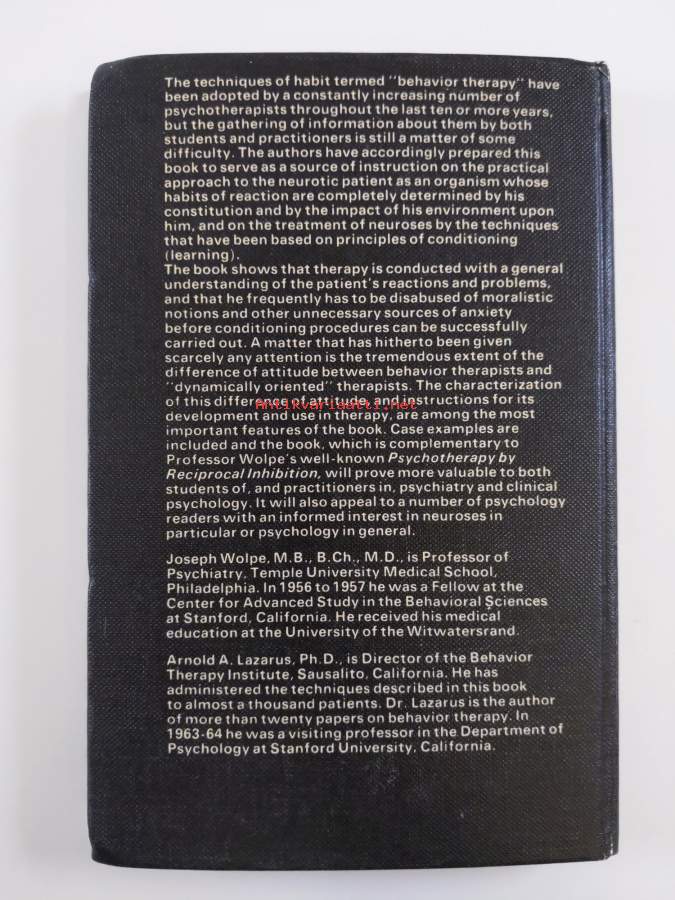 The techniques of habit termed "behavior therapy" have
been adopted by a constantly increasing number of
psychotherapists throughout the last ten or more years,
but the gathering of information about them by both
students and practitioners is still a matter of some
difficulty. The authors have accordingly prepared this
book to serve as a source of instruction on the practical
approach to the neurotic patient as an organism whose
habits of reaction are completely determined by his
constitution and by the impact of his environment upon
him, and on the treatment of neuroses by the techniques
that have been based on principles of conditioning
(learning).
The book shows that therapy is conducted with a general
understanding of the patient's reactions and problems,
and that he frequently has to be disabused of moralistic
notions and other unnecessary sources of anxiety
before conditioning procedures can be successfully
carried out. A matter that has hitherto been given
scarcely any attention is the tremendous extent of the
difference of attitude between behavior therapists and
"dynamically oriented" therapists. The characterization
of this difference of attitude, and instructions for its
Antikvariaatti.net
development and use in therapy, are among the most
important features of the book. Case examples are
included and the book, which is complementary to
Professor Wolpe's well-known Psychotherapy by
Reciprocal Inhibition, will prove more valuable to both
students of, and practitioners in, psychiatry and clinical
psychology. It will also appeal to a number of psychology
readers with an informed interest in neuroses in
particular or psychology in general.
Joseph Wolpe, M.B., B.Ch., M.D., is Professor of
Psychiatry, Temple University Medical School,
Philadelphia. In 1956 to 1957 he was a Fellow at the
Center for Advanced Study in the Behavioral Sciences
at Stanford, California. He received his medical
education at the University of the Witwatersrand.
Arnold A. Lazarus, Ph.D., is Director of the Behavior
Therapy Institute, Sausalito, California. He has
administered the techniques described in this book
to almost a thousand patients. Dr. Lazarus is the author
of more than twenty papers on behavior therapy. In
1963-64 he was a visiting professor in the Department of
Psychology at Stanford University, California.